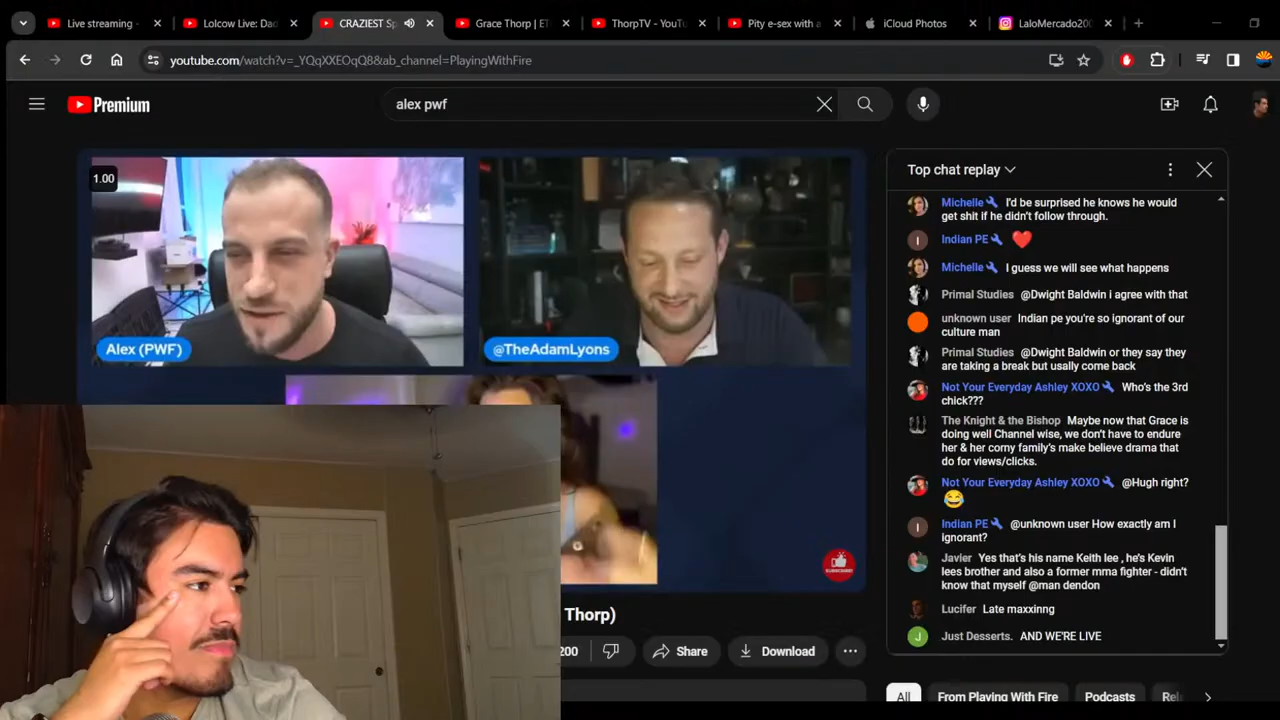 Live streaming -
Lolcow Live: Dad
CRAZIEST Sp
Grace Thorp | ET
ThorpTV - YouTu
Pity e-sex with a
iCloud Photos
LaloMercado200
youtube.com/watch?v=_YQqXXEOqQ8&ab_channel=PlayingWithFire
Premium
alex pwf
1.00
Alex (PWF)
@TheAdamLyons
SUBSCRIBE
Thorp)
200
Share
Download
Top chat replay
Michelle I'd be surprised he knows he would
get shit if he didn't follow through.
Indian PE
Michelle I guess we will see what happens
Primal Studies @Dwight Baldwin i agree with that
unknown user Indian pe you're so ignorant of our
culture man
Primal Studies @Dwight Baldwin or they say they
are taking a break but usally come back
Not Your Everyday Ashley XOXO Who's the 3rd
chick???
The Knight & the Bishop Maybe now that Grace is
doing well Channel wise, we don't have to endure
her & her corny family's make believe drama that
do for views/clicks.
Not Your Everyday Ashley XOXO @Hugh right?
Indian PE @unknown user How exactly am I
ignorant?
Javier Yes that's his name Keith lee , he's Kevin
lees brother and also a former mma fighter - didn't
know that myself @man dendon
Lucifer Late maxxinng
J Just Desserts. AND WE'RE LIVE
All
From Playing With Fire
Podcasts
Rel